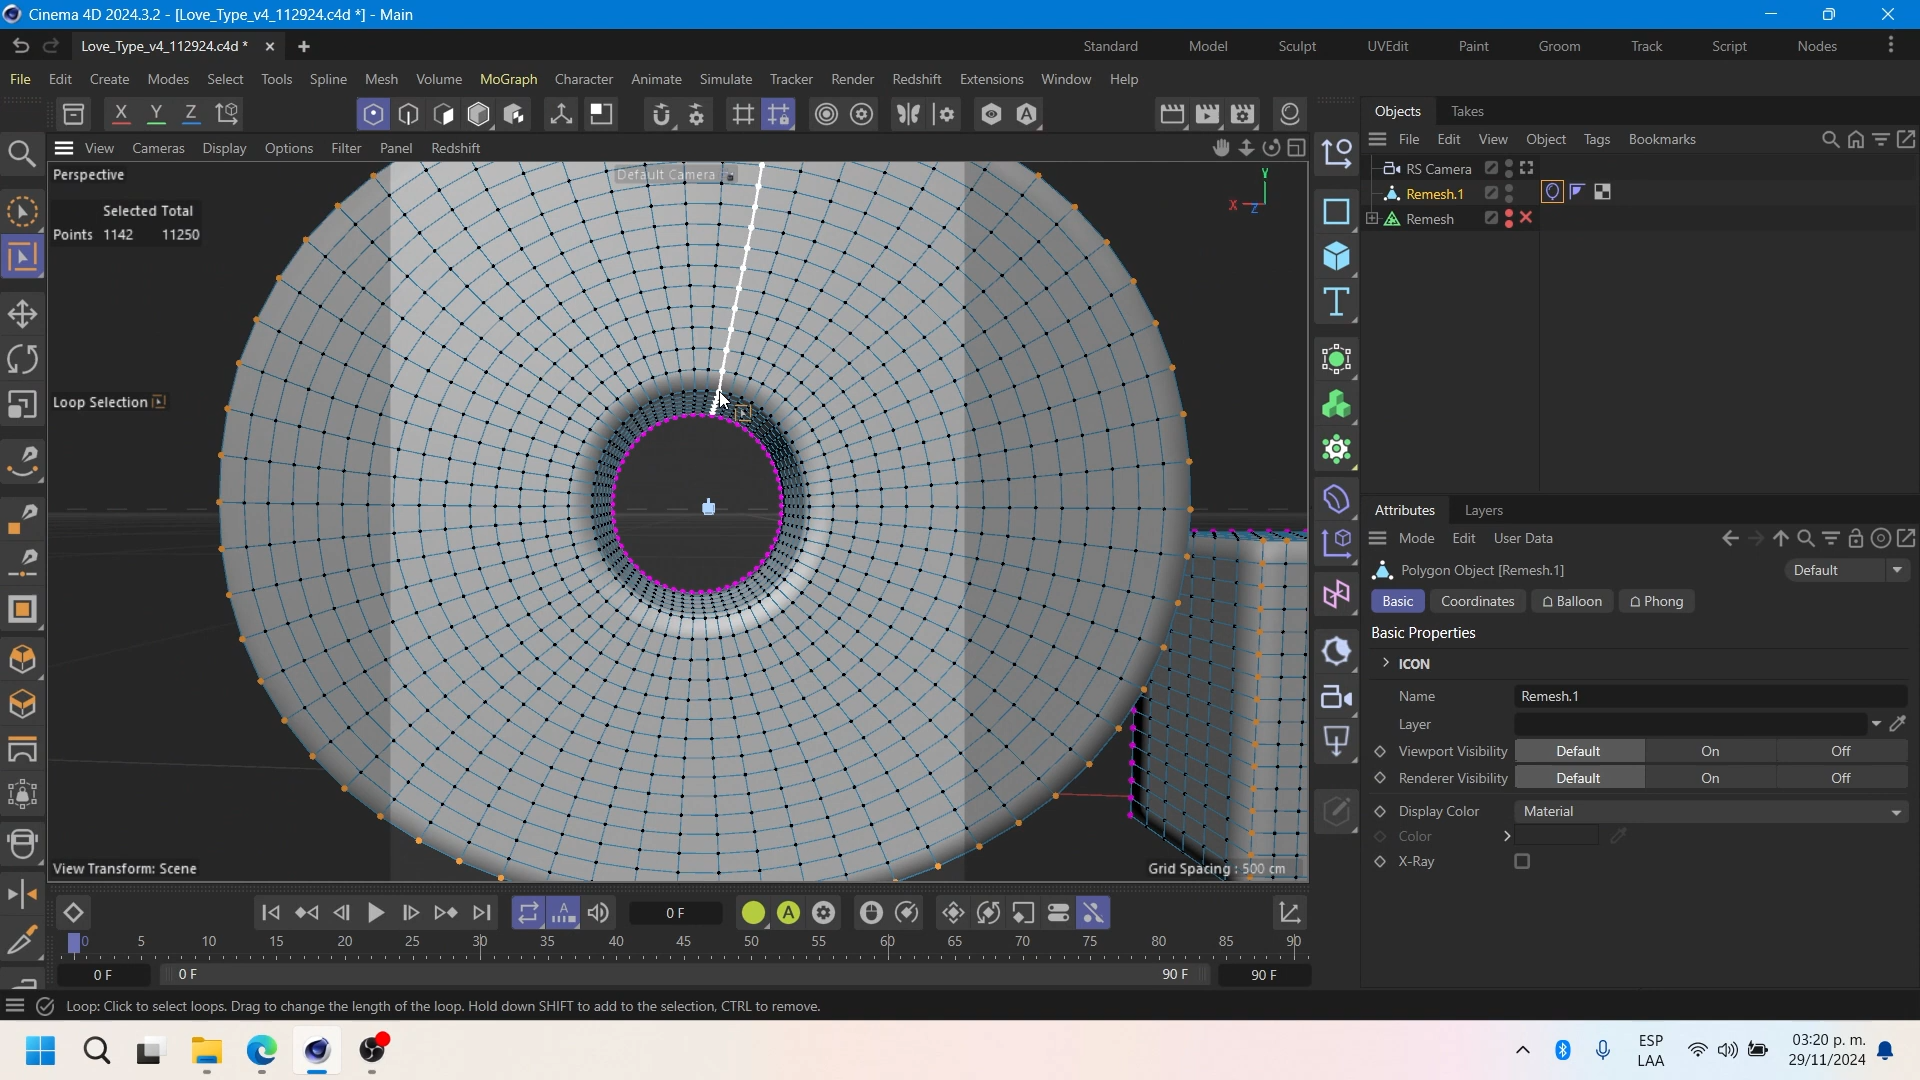 Cinema 4D 2024.3.2 - [Love_Type_v4_112924.c4d *] - Main
Love_Type_v4_112924.c4d *
Standard Model Sculpt UVEdit Paint Groom Track Script Nodes
File Edit Create Modes Select Tools Spline Mesh Volume MoGraph Character Animate Simulate Tracker Render Redshift Extensions Window Help
X Y Z
Objects Takes
File Edit View Object Tags Bookmarks
View Cameras Display Options Filter Panel Redshift
RS Camera
Remesh.1
Remesh
Perspective
Default Camera
Y
X
Z
Selected Total
Points 1142 11250
Loop Selection
View Transform: Scene
Grid Spacing : 500 cm
Attributes Layers
Mode Edit User Data
Polygon Object [Remesh.1]
Default
Basic Coordinates Balloon Phong
Basic Properties
ICON
Name Remesh.1
Layer
Viewport Visibility Default On Off
Renderer Visibility Default On Off
Display Color Material
Color
X-Ray
0 F
0 5 10 15 20 25 30 35 40 45 50 55 60 65 70 75 80 85 90
0 F 0 F 90 F 90 F
Loop: Click to select loops. Drag to change the length of the loop. Hold down SHIFT to add to the selection, CTRL to remove.
ESP
LAA
03:20 p. m.
29/11/2024